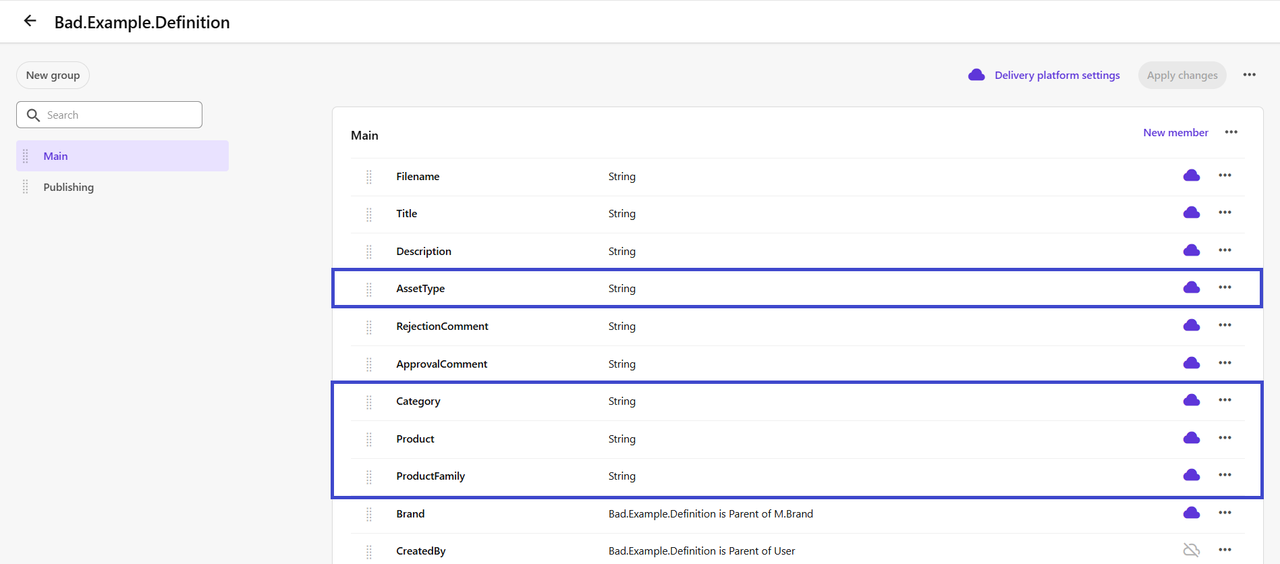 Bad.Example.Definition
New group
Delivery platform settings
Apply changes
Search
Main
Publishing
Main
New member
Filename String
Title String
Description String
AssetType String
RejectionComment String
ApprovalComment String
Category String
Product String
ProductFamily String
Brand Bad.Example.Definition is Parent of M.Brand
CreatedBy Bad.Example.Definition is Parent of User